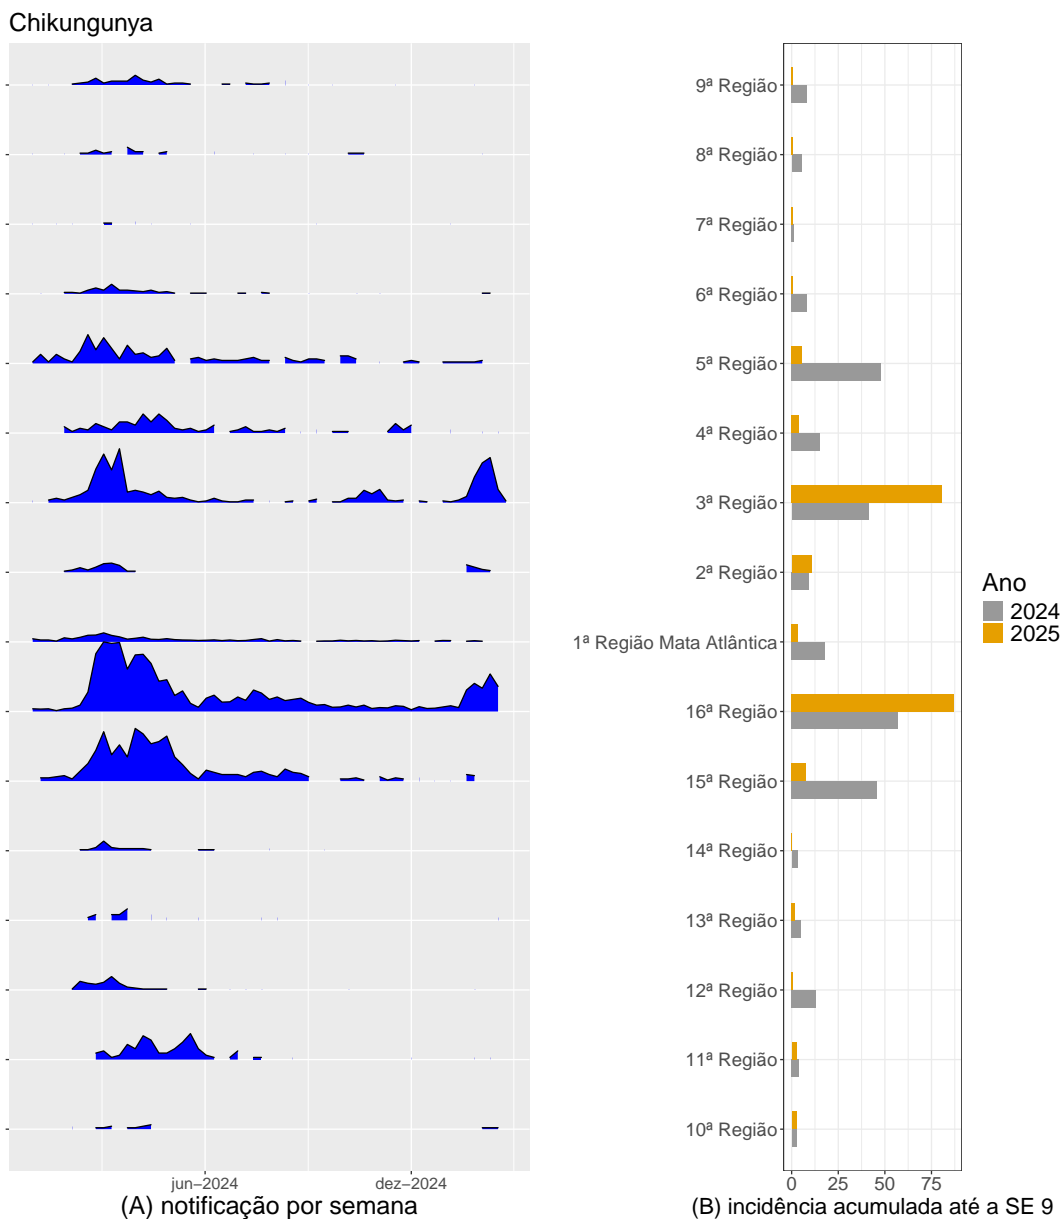 Chikungunya
9ª Região
8ª Região
7ª Região
6ª Região
5ª Região
4ª Região
3ª Região
2ª Região
1ª Região Mata Atlântica
16ª Região
15ª Região
14ª Região
13ª Região
12ª Região
11ª Região
10ª Região
Ano
2024
2025
jun−2024 dez−2024
0 25 50 75
(A) notificação por semana
(B) incidência acumulada até a SE 9